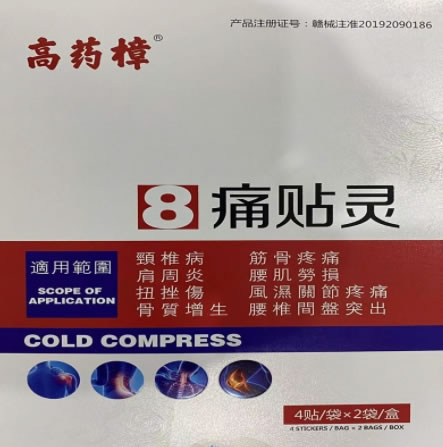 产品注册证号：赣械注准20192090186
高药樟®
8痛贴灵
適用範圍
SCOPE OF
APPLICATION
頸椎病 筋骨疼痛
肩周炎 腰肌勞損
扭挫傷 風濕關節疼痛
骨質增生 腰椎間盤突出
COLD COMPRESS
4贴/袋×2袋/盒
4 STICKERS / BAG × 2 BAGS / BOX